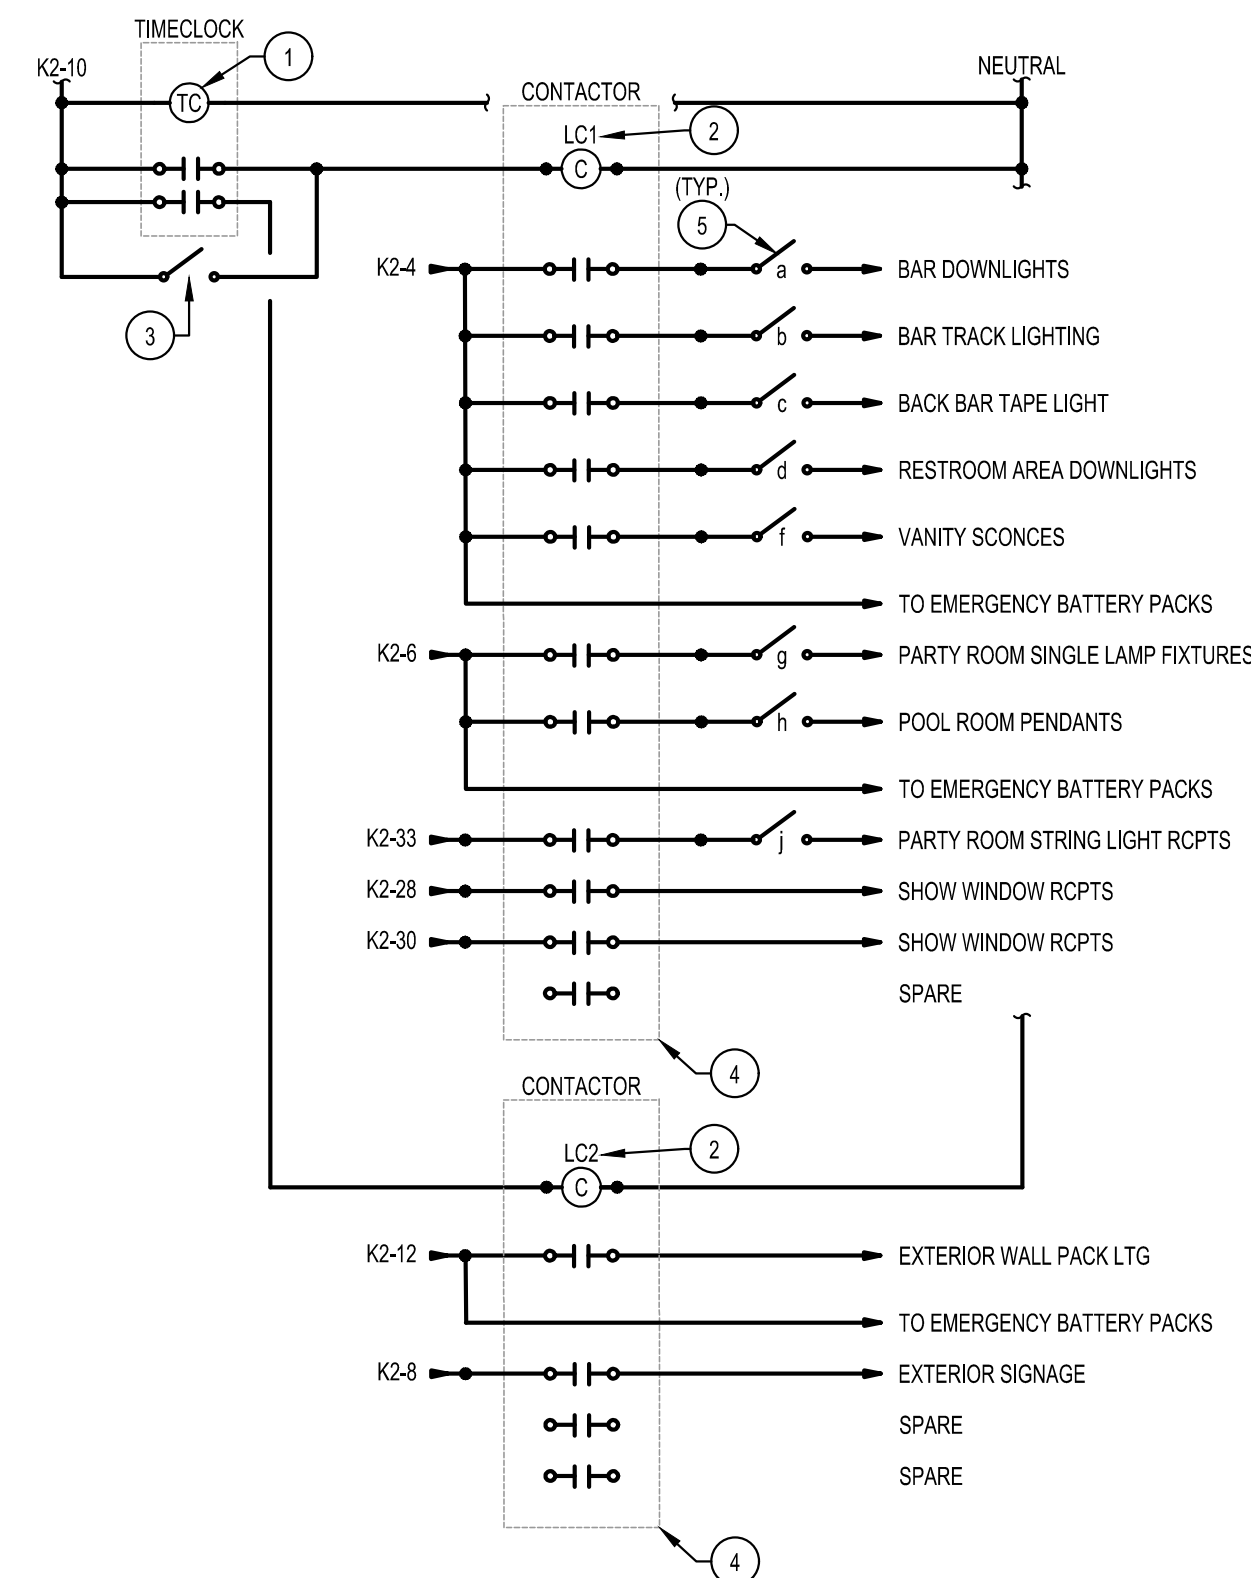 TIMECLOCK
1
K2-10
TC
CONTACTOR
NEUTRAL
LC1
2
C
(TYP.)
5
K2-4
a
BAR DOWNLIGHTS
3
b
BAR TRACK LIGHTING
c
BACK BAR TAPE LIGHT
d
RESTROOM AREA DOWNLIGHTS
f
VANITY SCONCES
TO EMERGENCY BATTERY PACKS
K2-6
g
PARTY ROOM SINGLE LAMP FIXTURES
h
POOL ROOM PENDANTS
TO EMERGENCY BATTERY PACKS
K2-33
j
PARTY ROOM STRING LIGHT RCPTS
K2-28
SHOW WINDOW RCPTS
K2-30
SHOW WINDOW RCPTS
SPARE
4
CONTACTOR
LC2
2
C
K2-12
EXTERIOR WALL PACK LTG
TO EMERGENCY BATTERY PACKS
K2-8
EXTERIOR SIGNAGE
SPARE
SPARE
4